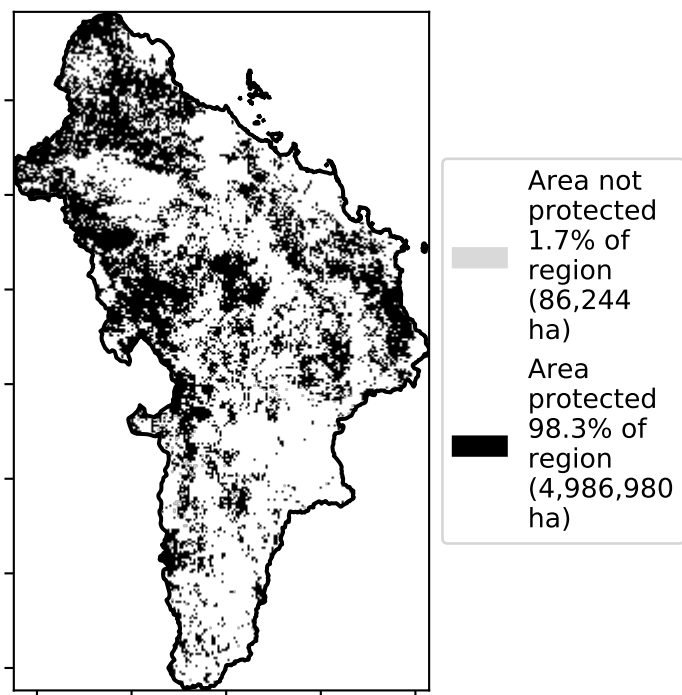 Area not
protected
1.7% of
region
(86,244
ha)
Area
protected
98.3% of
region
(4,986,980
ha)